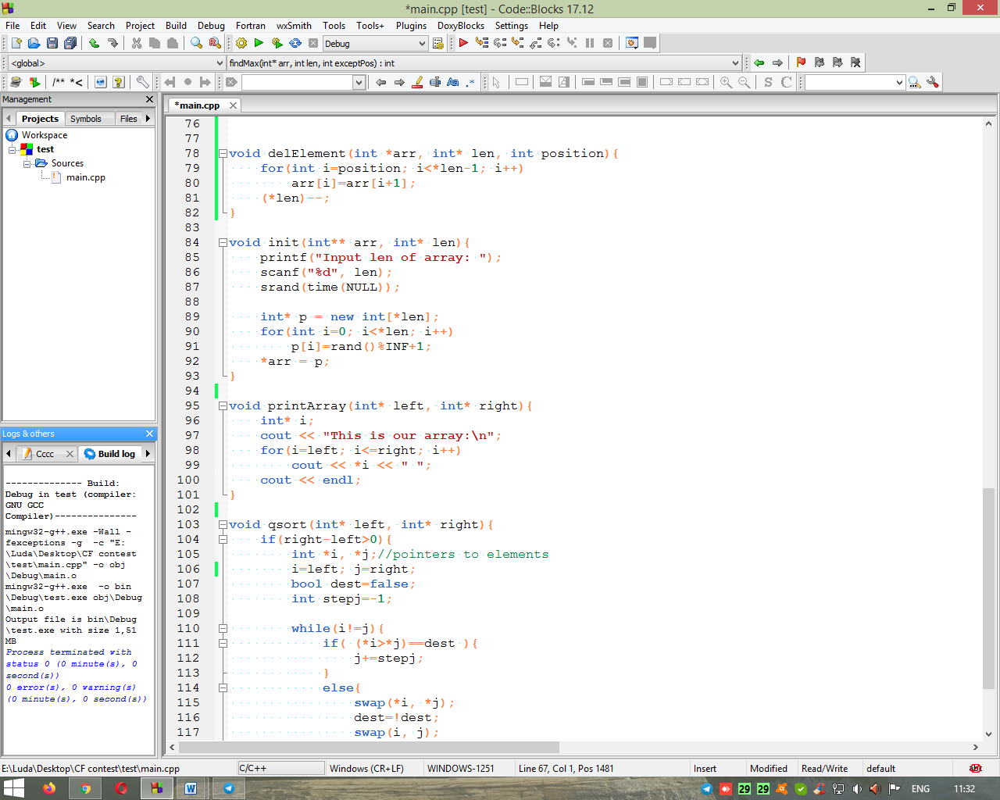 *main.cpp [test] - Code::Blocks 17.12
File Edit View Search Project Build Debug Fortran wxSmith Tools Tools+ Plugins DoxyBlocks Settings Help
Debug
<global> findMax(int* arr, int len, int exceptPos) : int
/** *<
Management
*main.cpp
Projects Symbols Files
Workspace
test
Sources
main.cpp
76
77
78 void delElement(int *arr, int* len, int position){
79 for(int i=position; i<*len-1; i++)
80 arr[i]=arr[i+1];
81 (*len)--;
82 }
83
84 void init(int** arr, int* len){
85 printf("Input len of array: ");
86 scanf("%d", len);
87 srand(time(NULL));
88
89 int* p = new int[*len];
90 for(int i=0; i<*len; i++)
91 p[i]=rand()%INF+1;
92 *arr = p;
93 }
94
95 void printArray(int* left, int* right){
96 int* i;
97 cout << "This is our array:\n";
98 for(i=left; i<=right; i++)
99 cout << *i << " ";
100 cout << endl;
101 }
102
103 void qsort(int* left, int* right){
104 if(right-left>0){
105 int *i, *j;//pointers to elements
106 i=left; j=right;
107 bool dest=false;
108 int stepj=-1;
109
110 while(i!=j){
111 if( (*i>*j)==dest ){
112 j+=stepj;
113 }
114 else{
115 swap(*i, *j);
116 dest=!dest;
117 swap(i, j);
Logs & others
Cccc Build log
-------------- Build:
Debug in test (compiler:
GNU GCC
Compiler)---------------
mingw32-g++.exe -Wall -
fexceptions -g -c "E:
\Luda\Desktop\CF contest
\test\main.cpp" -o obj
\Debug\main.o
mingw32-g++.exe -o bin
\Debug\test.exe obj\Debug
\main.o
Output file is bin\Debug
\test.exe with size 1,51
MB
Process terminated with
status 0 (0 minute(s), 0
second(s))
0 error(s), 0 warning(s)
(0 minute(s), 0 second(s))
E:\Luda\Desktop\CF contest\test\main.cpp C/C++ Windows (CR+LF) WINDOWS-1251 Line 67, Col 1, Pos 1481 Insert Modified Read/Write default
29 29 ENG 11:32